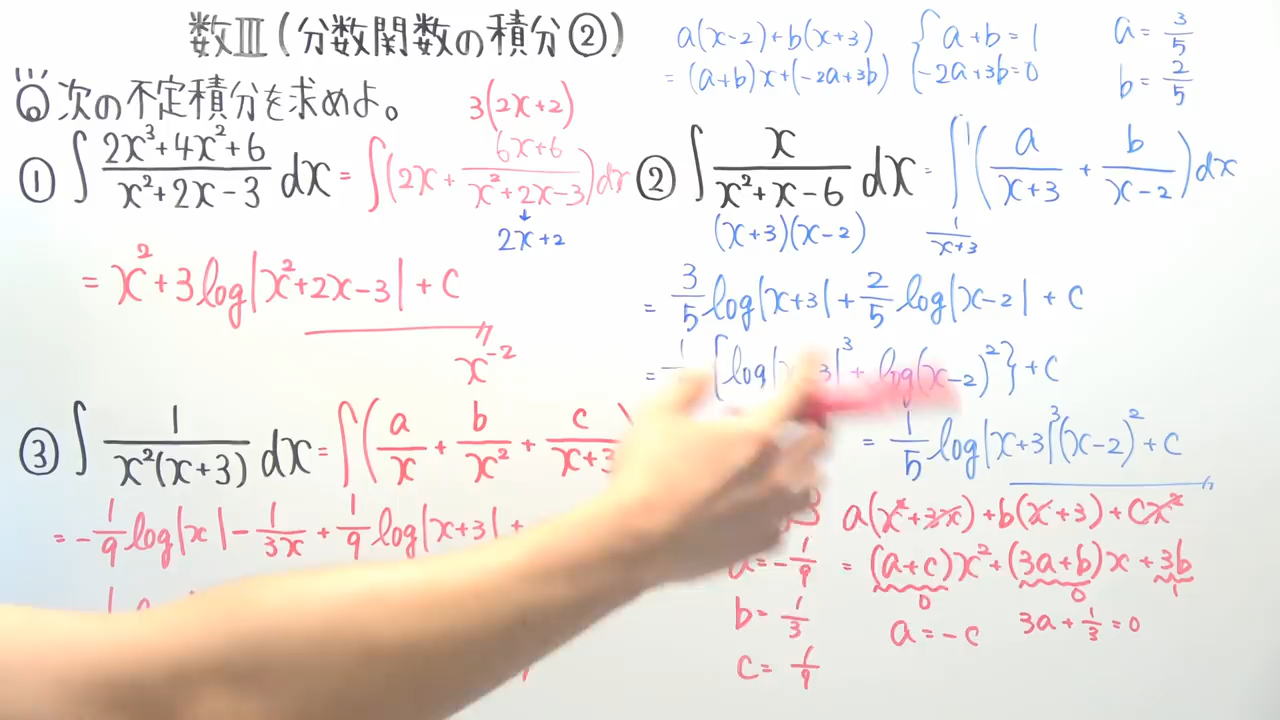 数Ⅲ(分数関数の積分②)
次の不定積分を求めよ。
3(2x+2)
① ∫ (2x³+4x²+6)/(x²+2x-3) dx = ∫(2x + (6x+6)/(x²+2x-3))dx
↓
2x+2
= x²+3log|x²+2x-3|+C
x⁻²
a(x-2)+b(x+3)
= (a+b)x+(-2a+3b)
{ a+b=1
-2a+3b=0
a= 3/5
b= 2/5
② ∫ x/(x²+x-6) dx = ∫(a/(x+3) + b/(x-2))dx
(x+3)(x-2)
1/(x+3)
= 3/5 log|x+3|+ 2/5 log|x-2| + C
= 1 {log| 3|³+ log(x-2)²}+C
= 1/5 log|x+3|³(x-2)²+C
③ ∫ 1/(x²(x+3)) dx = ∫(a/x + b/x² + c/(x+3)
= -1/9 log|x| - 1/3x + 1/9 log|x+3| +
a(x²+3x)+b(x+3)+cx²
= (a+c)x²+(3a+b)x+3b
0 0 1
a=-c
3a+1/3=0
a=-1/9
b= 1/3
c= 1/9